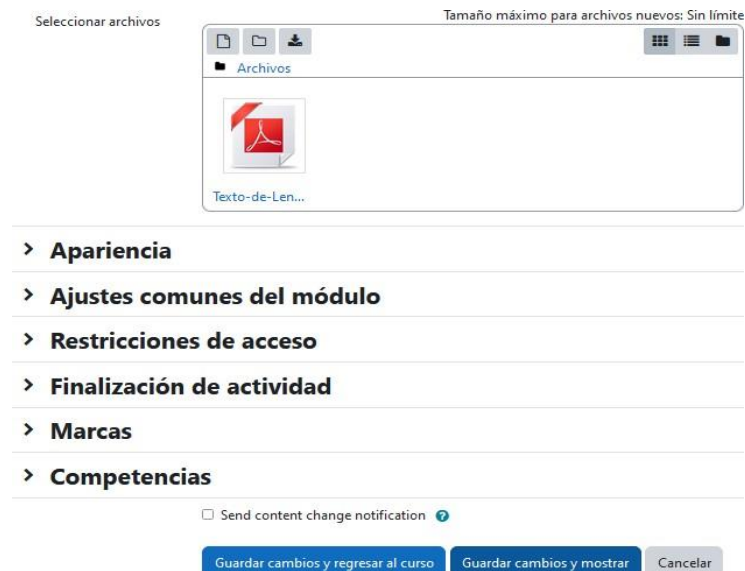 Seleccionar archivos
Tamaño máximo para archivos nuevos: Sin límite
Archivos
Texto-de-Len...
Apariencia
Ajustes comunes del módulo
Restricciones de acceso
Finalización de actividad
Marcas
Competencias
Send content change notification
Guardar cambios y regresar al curso Guardar cambios y mostrar Cancelar